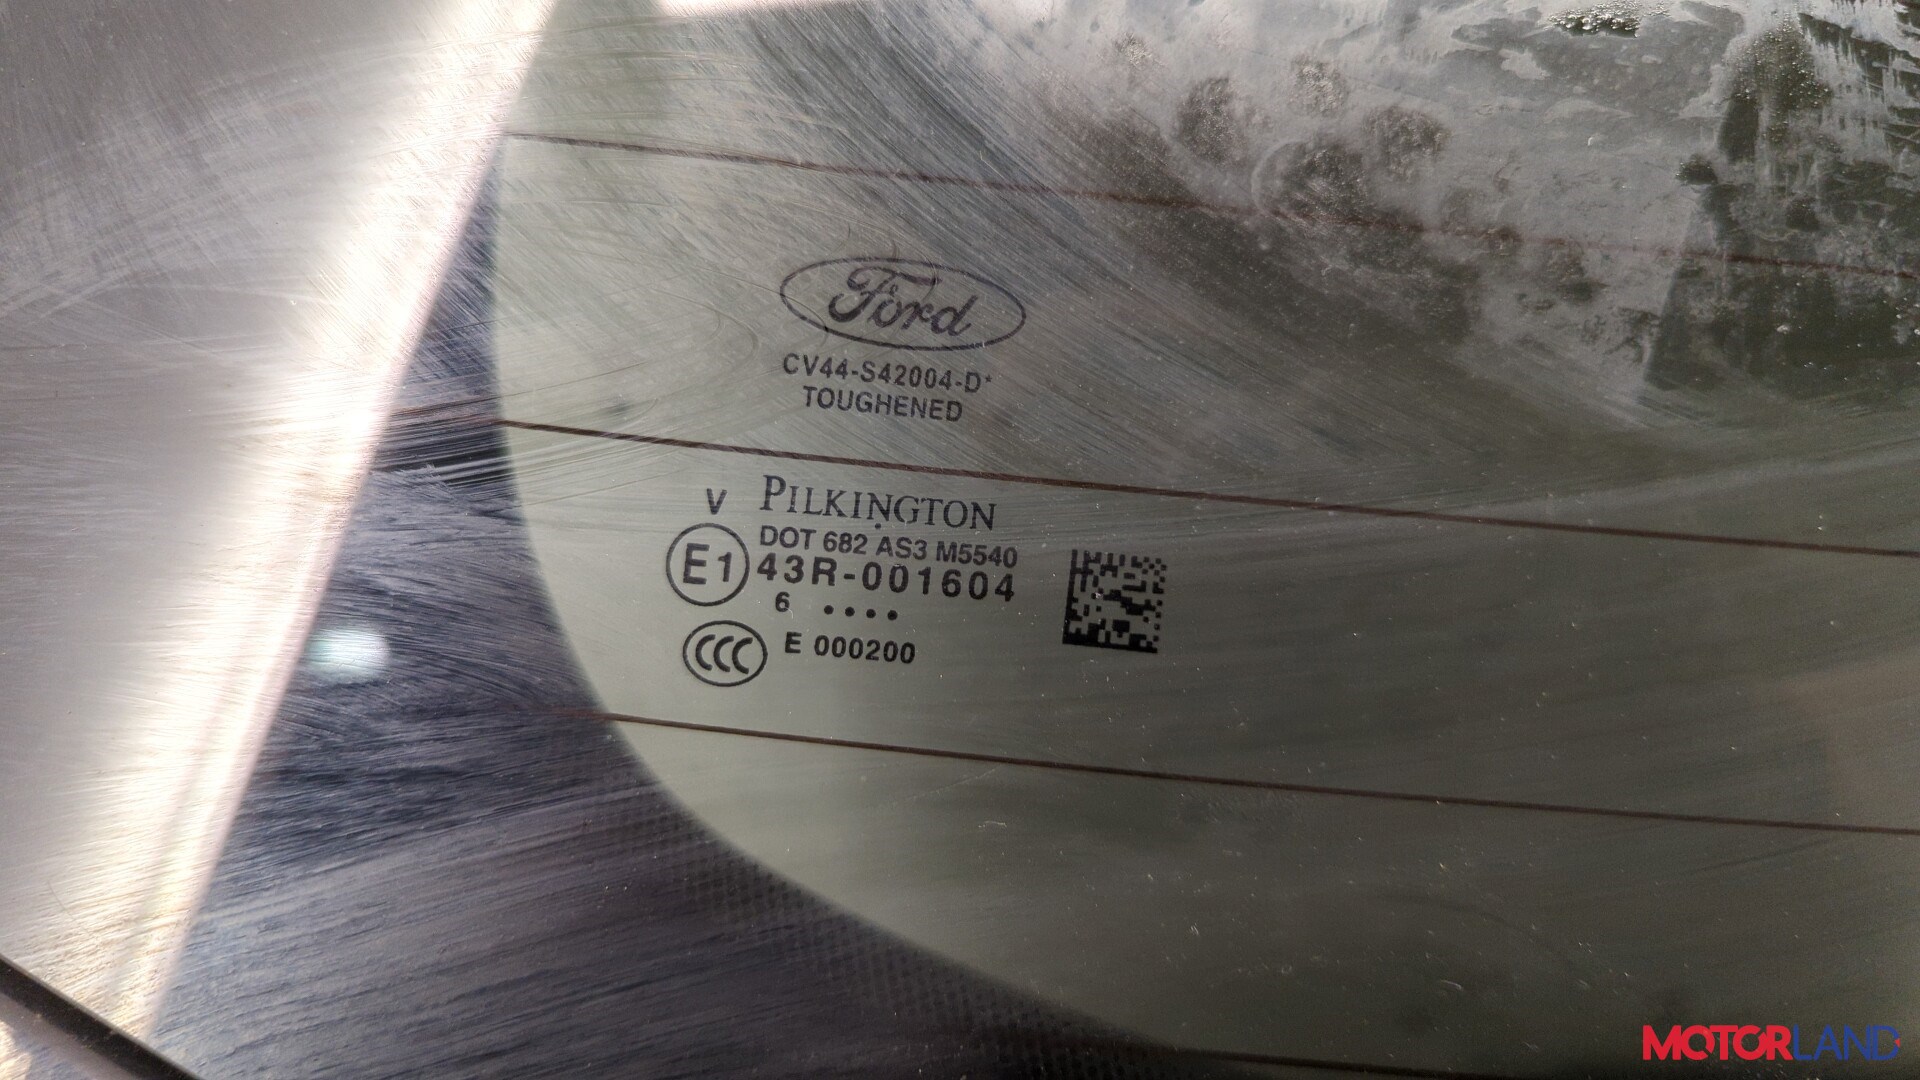 Ford
CV44-S42004-D*
TOUGHENED
V PILKINGTON
DOT 682 AS3 M5540
E1 43R-001604
6 ••••
CCC E 000200
MOTORLAND